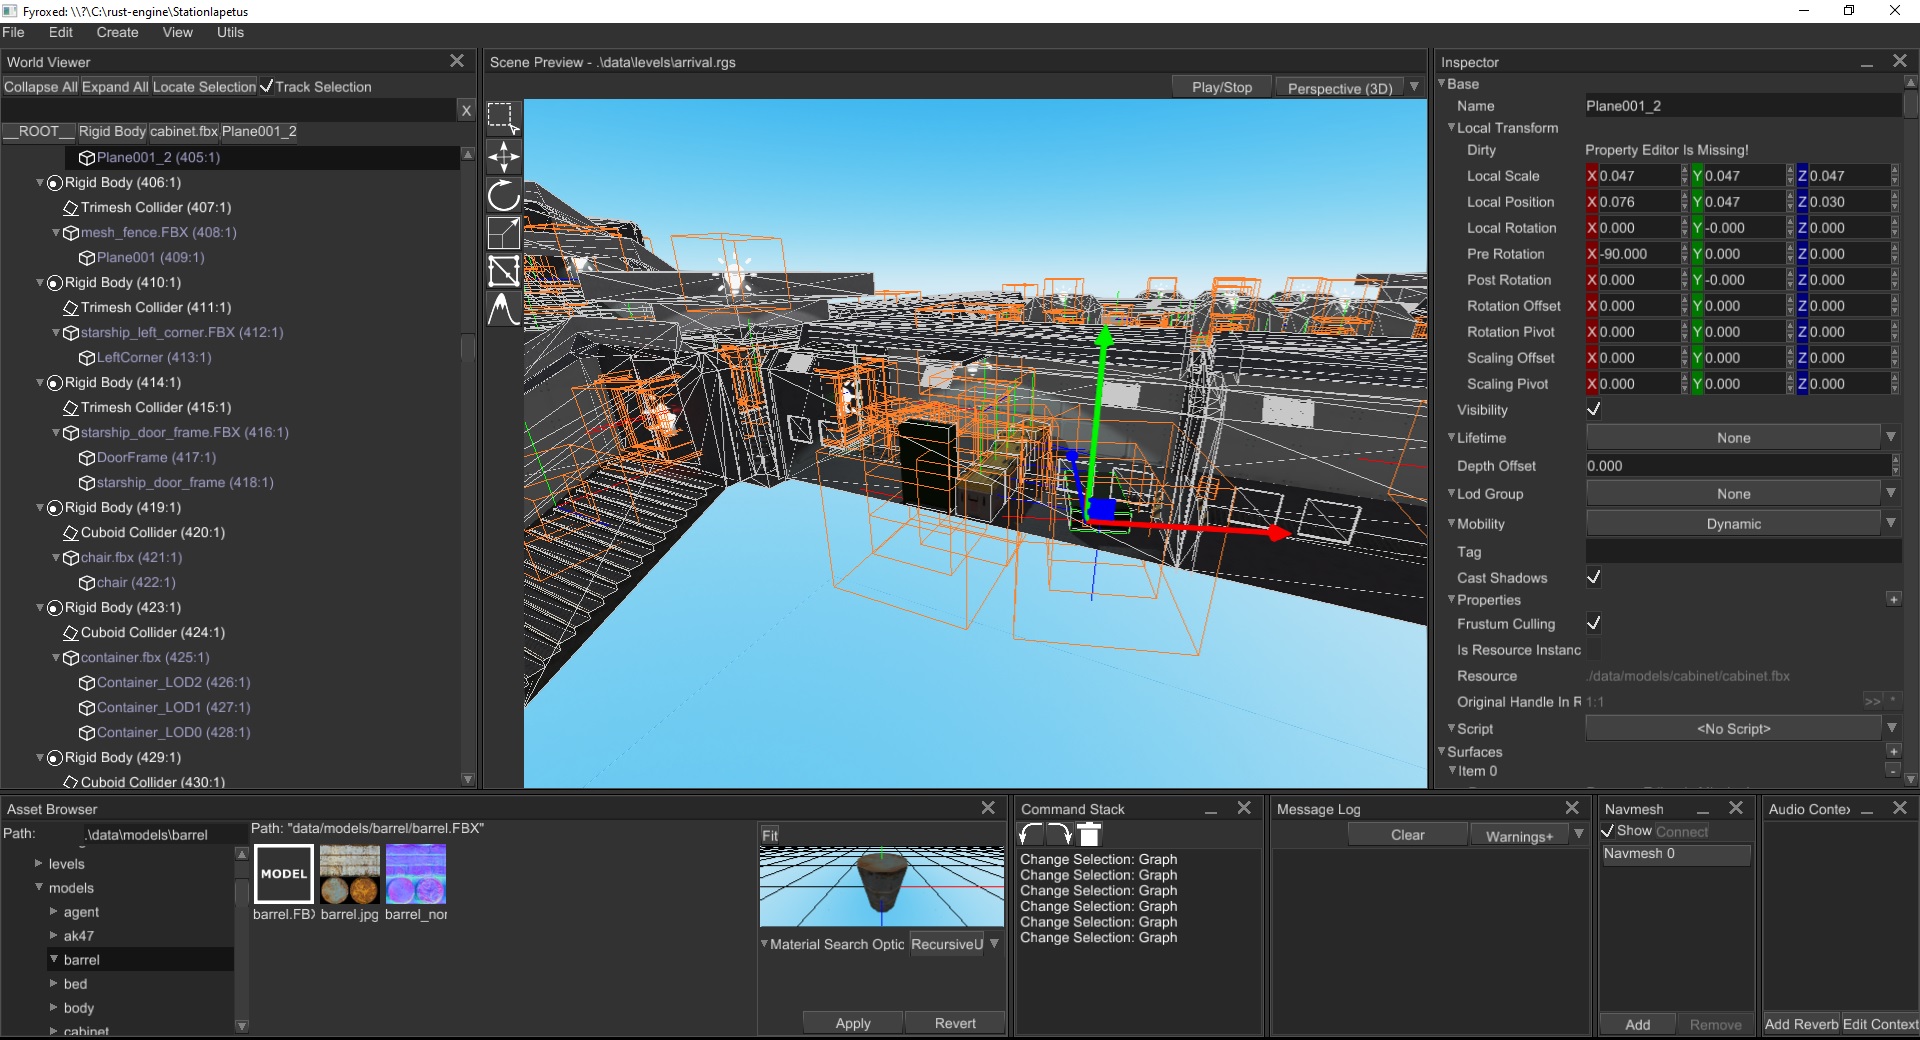 Fyroxed: \\?\C:\rust-engine\StationIapetus
File Edit Create View Utils
World Viewer
Collapse All Expand All Locate Selection Track Selection
X
__ROOT__ Rigid Body cabinet.fbx Plane001_2
Plane001_2 (405:1)
Rigid Body (406:1)
Trimesh Collider (407:1)
mesh_fence.FBX (408:1)
Plane001 (409:1)
Rigid Body (410:1)
Trimesh Collider (411:1)
starship_left_corner.FBX (412:1)
LeftCorner (413:1)
Rigid Body (414:1)
Trimesh Collider (415:1)
starship_door_frame.FBX (416:1)
DoorFrame (417:1)
starship_door_frame (418:1)
Rigid Body (419:1)
Cuboid Collider (420:1)
chair.fbx (421:1)
chair (422:1)
Rigid Body (423:1)
Cuboid Collider (424:1)
container.fbx (425:1)
Container_LOD2 (426:1)
Container_LOD1 (427:1)
Container_LOD0 (428:1)
Rigid Body (429:1)
Cuboid Collider (430:1)
Scene Preview - .\data\levels\arrival.rgs
Play/Stop Perspective (3D)
Inspector
Base
Name Plane001_2
Local Transform
Dirty Property Editor Is Missing!
Local Scale X 0.047 Y 0.047 Z 0.047
Local Position X 0.076 Y 0.047 Z 0.030
Local Rotation X 0.000 Y -0.000 Z 0.000
Pre Rotation X -90.000 Y 0.000 Z 0.000
Post Rotation X 0.000 Y -0.000 Z 0.000
Rotation Offset X 0.000 Y 0.000 Z 0.000
Rotation Pivot X 0.000 Y 0.000 Z 0.000
Scaling Offset X 0.000 Y 0.000 Z 0.000
Scaling Pivot X 0.000 Y 0.000 Z 0.000
Visibility
Lifetime None
Depth Offset 0.000
Lod Group None
Mobility Dynamic
Tag
Cast Shadows
Properties +
Frustum Culling
Is Resource Instanc
Resource ./data/models/cabinet/cabinet.fbx
Original Handle In R 1:1 >> *
Script <No Script>
Surfaces +
Item 0 -
Asset Browser
Path: .\data\models\barrel
levels
models
agent
ak47
barrel
bed
body
cabinet
Path: "data/models/barrel/barrel.FBX"
MODEL
barrel.FBX barrel.jpg barrel_nor
Fit
Material Search Optic RecursiveU
Apply Revert
Command Stack
Change Selection: Graph
Change Selection: Graph
Change Selection: Graph
Change Selection: Graph
Change Selection: Graph
Change Selection: Graph
Message Log
Clear Warnings+
Navmesh
Show Connect
Navmesh 0
Add Remove
Audio Contex
Add Reverb Edit Context